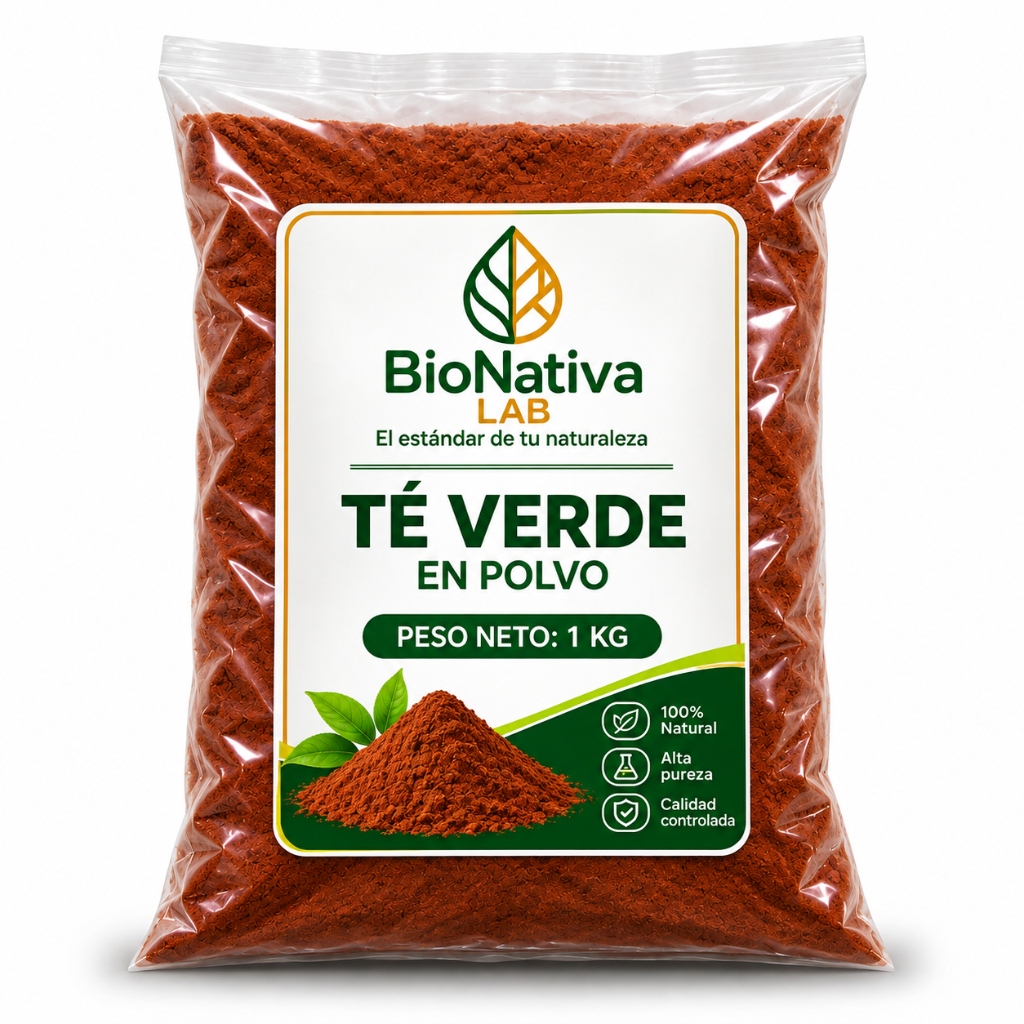 BioNativa
LAB
El estándar de tu naturaleza
TÉ VERDE
EN POLVO
PESO NETO: 1 KG
100%
Natural
Alta
pureza
Calidad
controlada